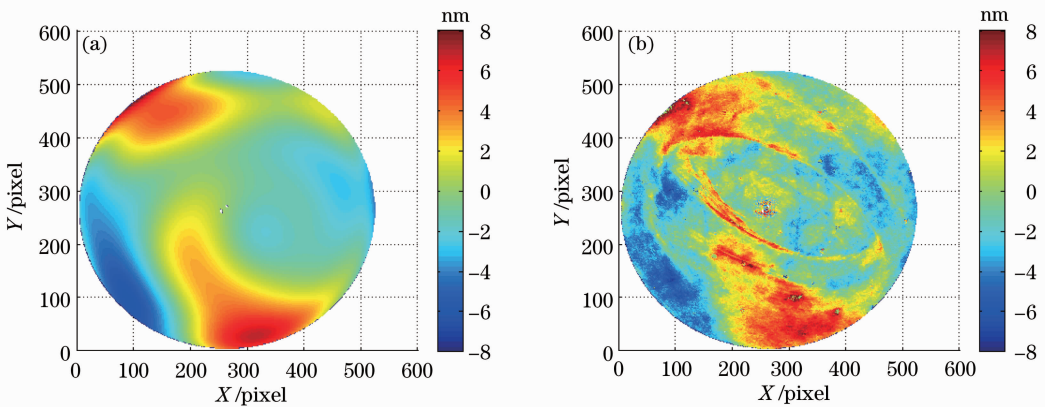 nm nm
600 (a) 8 600 (b) 8
500 6 500 6
400 4 400 4
2 2
300 0 300 0
Y/pixel Y/pixel
200 −2 200 −2
−4 −4
100 −6 100 −6
0 −8 0 −8
0 100 200 300 400 500 600 0 100 200 300 400 500 600
X/pixel X/pixel